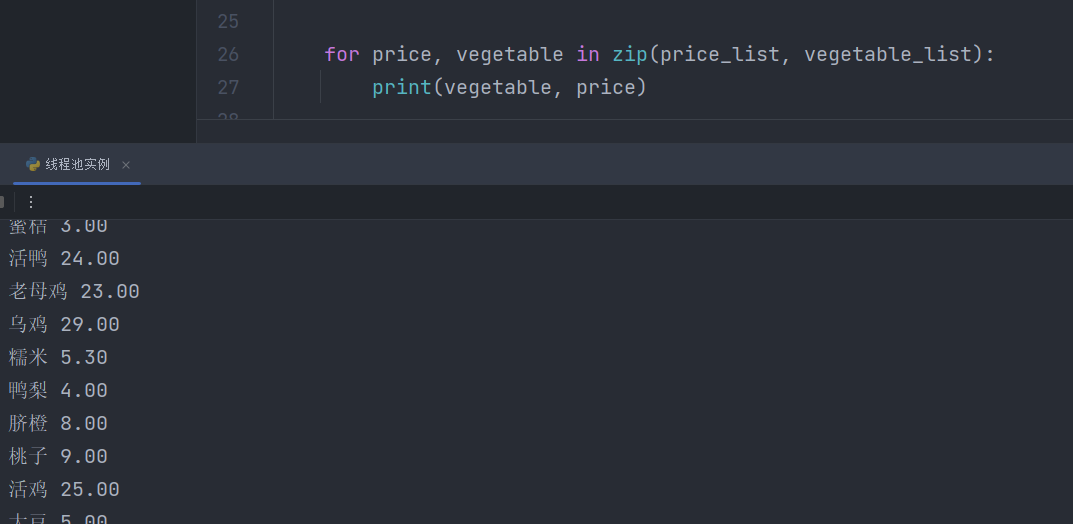 25
26 for price, vegetable in zip(price_list, vegetable_list):
27 print(vegetable, price)
28
线程池实例 ×
蜜桔 3.00
活鸭 24.00
老母鸡 23.00
乌鸡 29.00
糯米 5.30
鸭梨 4.00
脐橙 8.00
桃子 9.00
活鸡 25.00
大豆 5.00